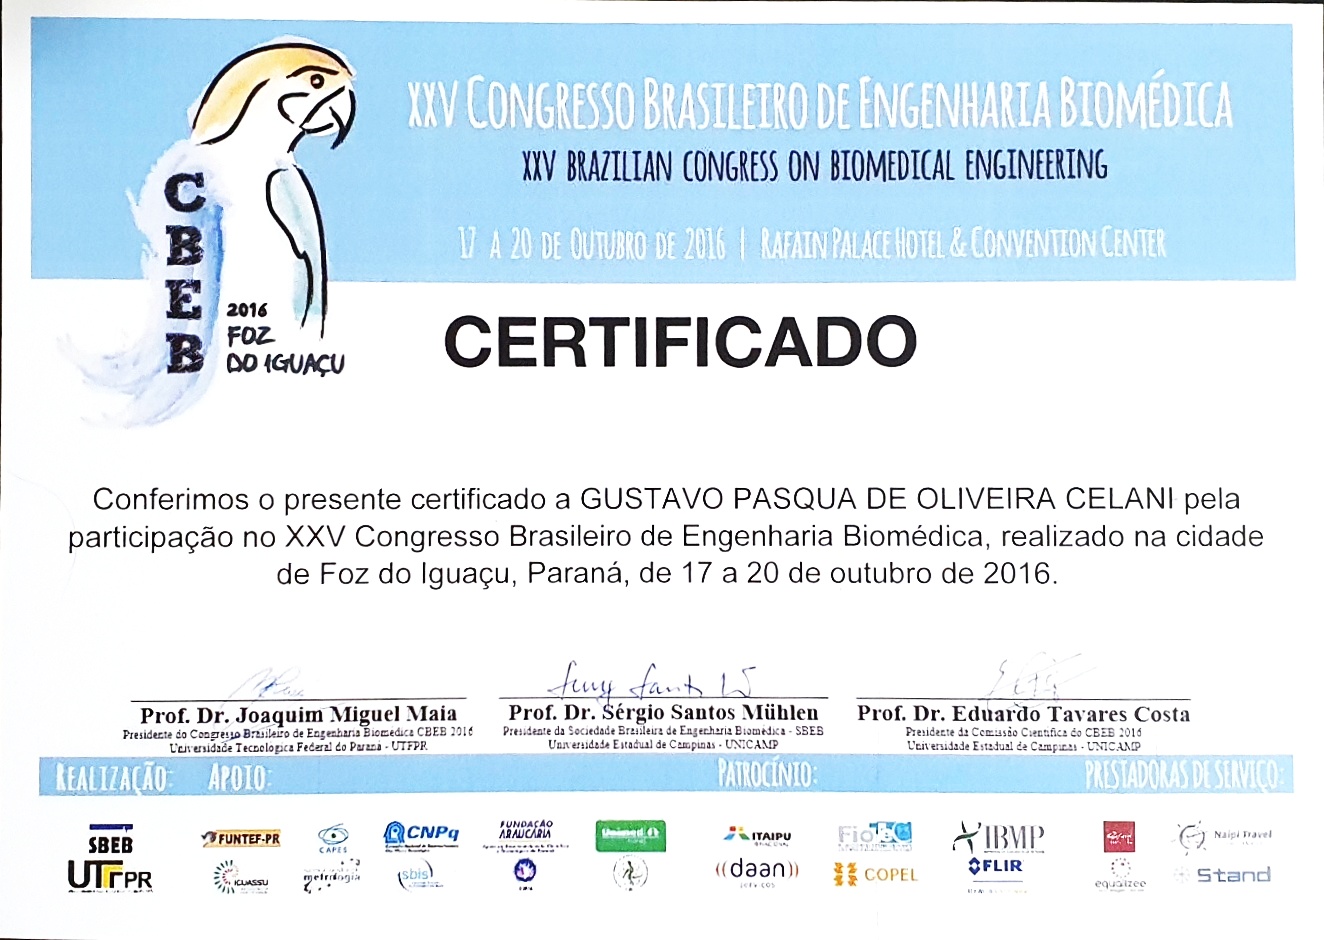 XXV CONGRESSO BRASILEIRO DE ENGENHARIA BIOMÉDICA
XXV BRAZILIAN CONGRESS ON BIOMEDICAL ENGINEERING
17 A 20 DE OUTUBRO DE 2016 | RAFAIN PALACE HOTEL & CONVENTION CENTER
CBEB
2016
FOZ
DO IGUAÇU
CERTIFICADO
Conferimos o presente certificado a GUSTAVO PASQUA DE OLIVEIRA CELANI pela
participação no XXV Congresso Brasileiro de Engenharia Biomédica, realizado na cidade
de Foz do Iguaçu, Paraná, de 17 a 20 de outubro de 2016.
Prof. Dr. Joaquim Miguel Maia
Presidente do Congresso Brasileiro de Engenharia Biomedica CBEB 2016
Universidade Tecnologica Federal do Paraná - UTFPR
Prof. Dr. Sérgio Santos Mühlen
Presidente da Sociedade Brasileira de Engenharia Biomédica - SBEB
Universidade Estadual de Campinas - UNICAMP
Prof. Dr. Eduardo Tavares Costa
Presidente da Comissão Científica do CBEB 2016
Universidade Estadual de Campinas - UNICAMP
REALIZAÇÃO: APOIO: PATROCÍNIO: PRESTADORAS DE SERVIÇO:
SBEB FUNTEF-PR CAPES CNPq FUNDAÇÃO ARAUCÁRIA Unimed ITAIPU BINACIONAL FioTeC IBMP Naipi Travel
UTFPR IGUASSU metrologia sbis daan serviços COPEL FLIR equalizee Stand